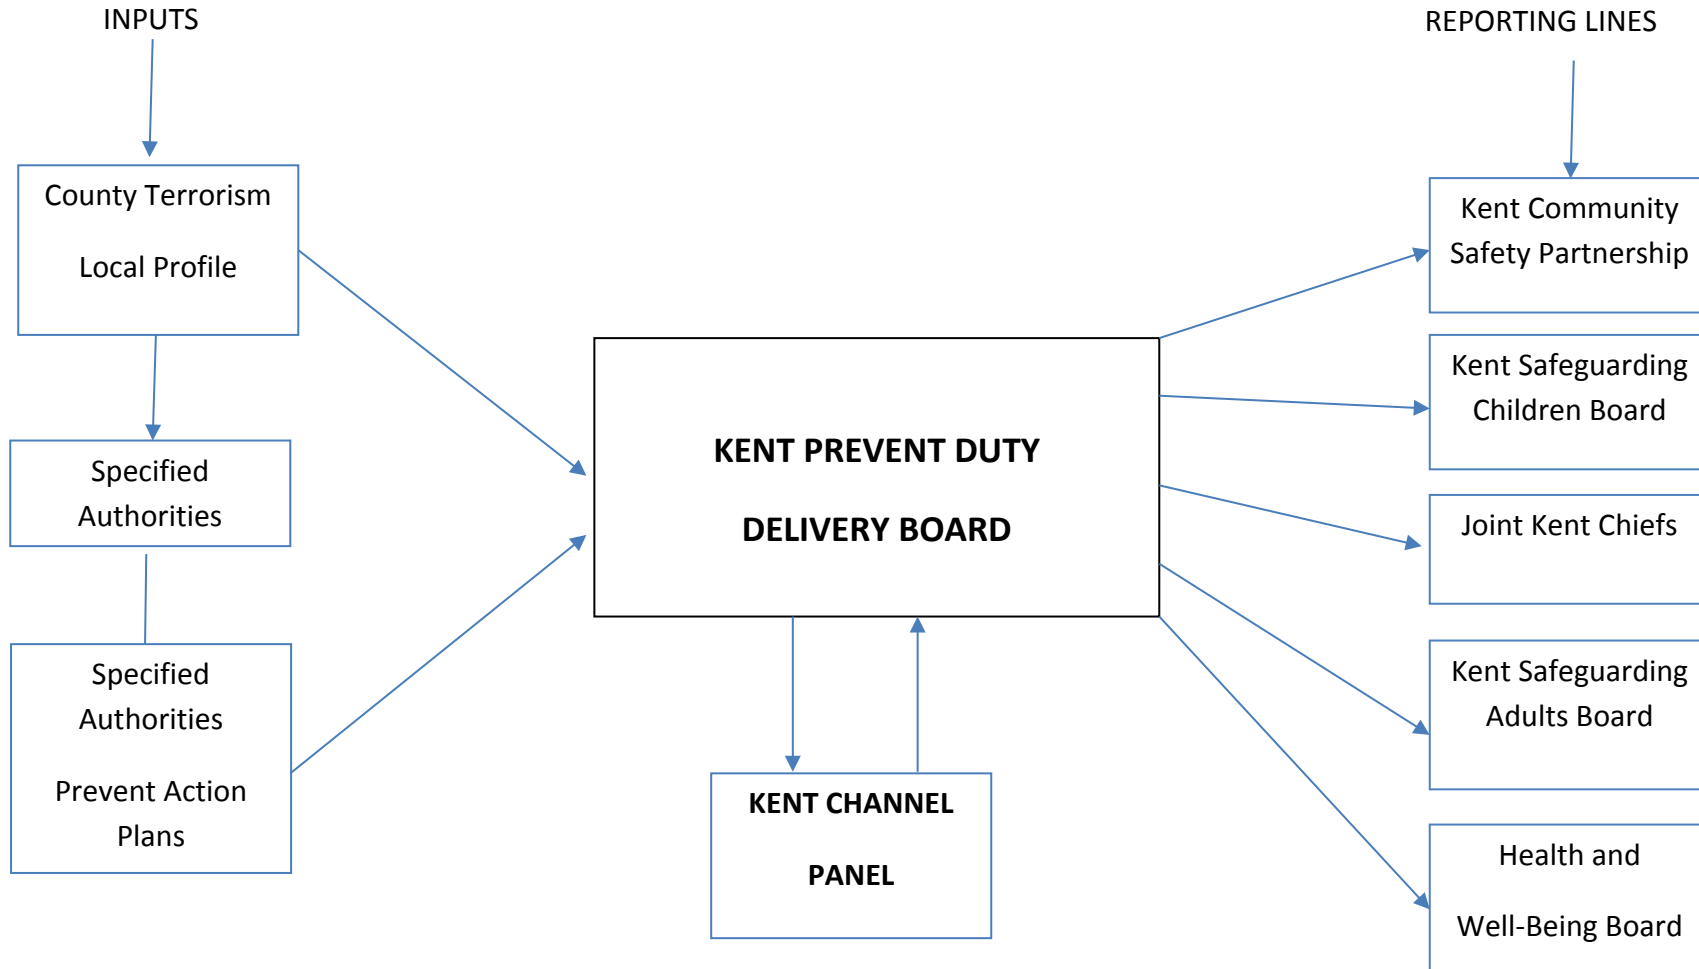 INPUTS
REPORTING LINES
County Terrorism
Local Profile
Specified
Authorities
Specified
Authorities
Prevent Action
Plans
KENT PREVENT DUTY
DELIVERY BOARD
KENT CHANNEL
PANEL
Kent Community
Safety Partnership
Kent Safeguarding
Children Board
Joint Kent Chiefs
Kent Safeguarding
Adults Board
Health and
Well-Being Board